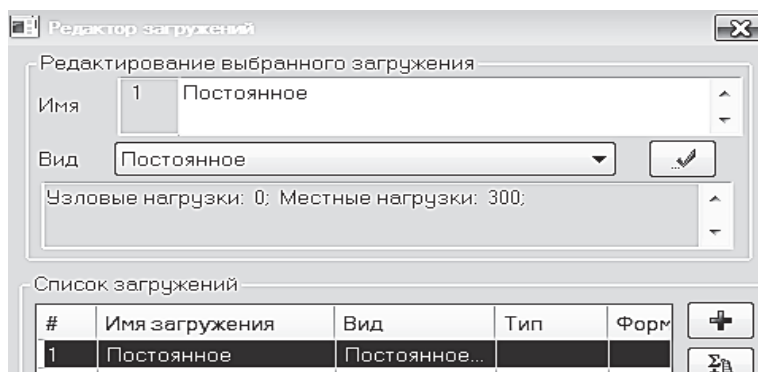 Редактор загружений
Редактирование выбранного загружения
Имя 1 Постоянное
Вид Постоянное
Узловые нагрузки: 0; Местные нагрузки: 300;
Список загружений
# Имя загружения Вид Тип Форм
1 Постоянное Постоянное...